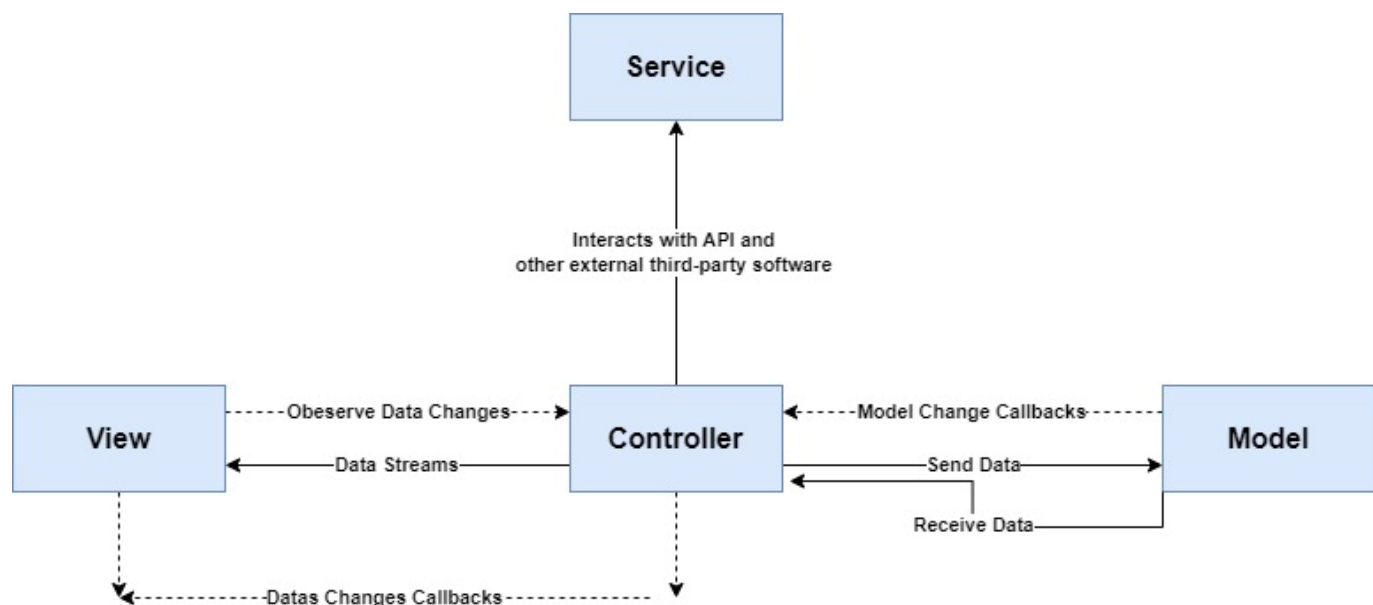 Service
Interacts with API and
other external third-party software
Obeserve Data Changes
Model Change Callbacks
View
Controller
Model
Data Streams
Send Data
Receive Data
Datas Changes Callbacks